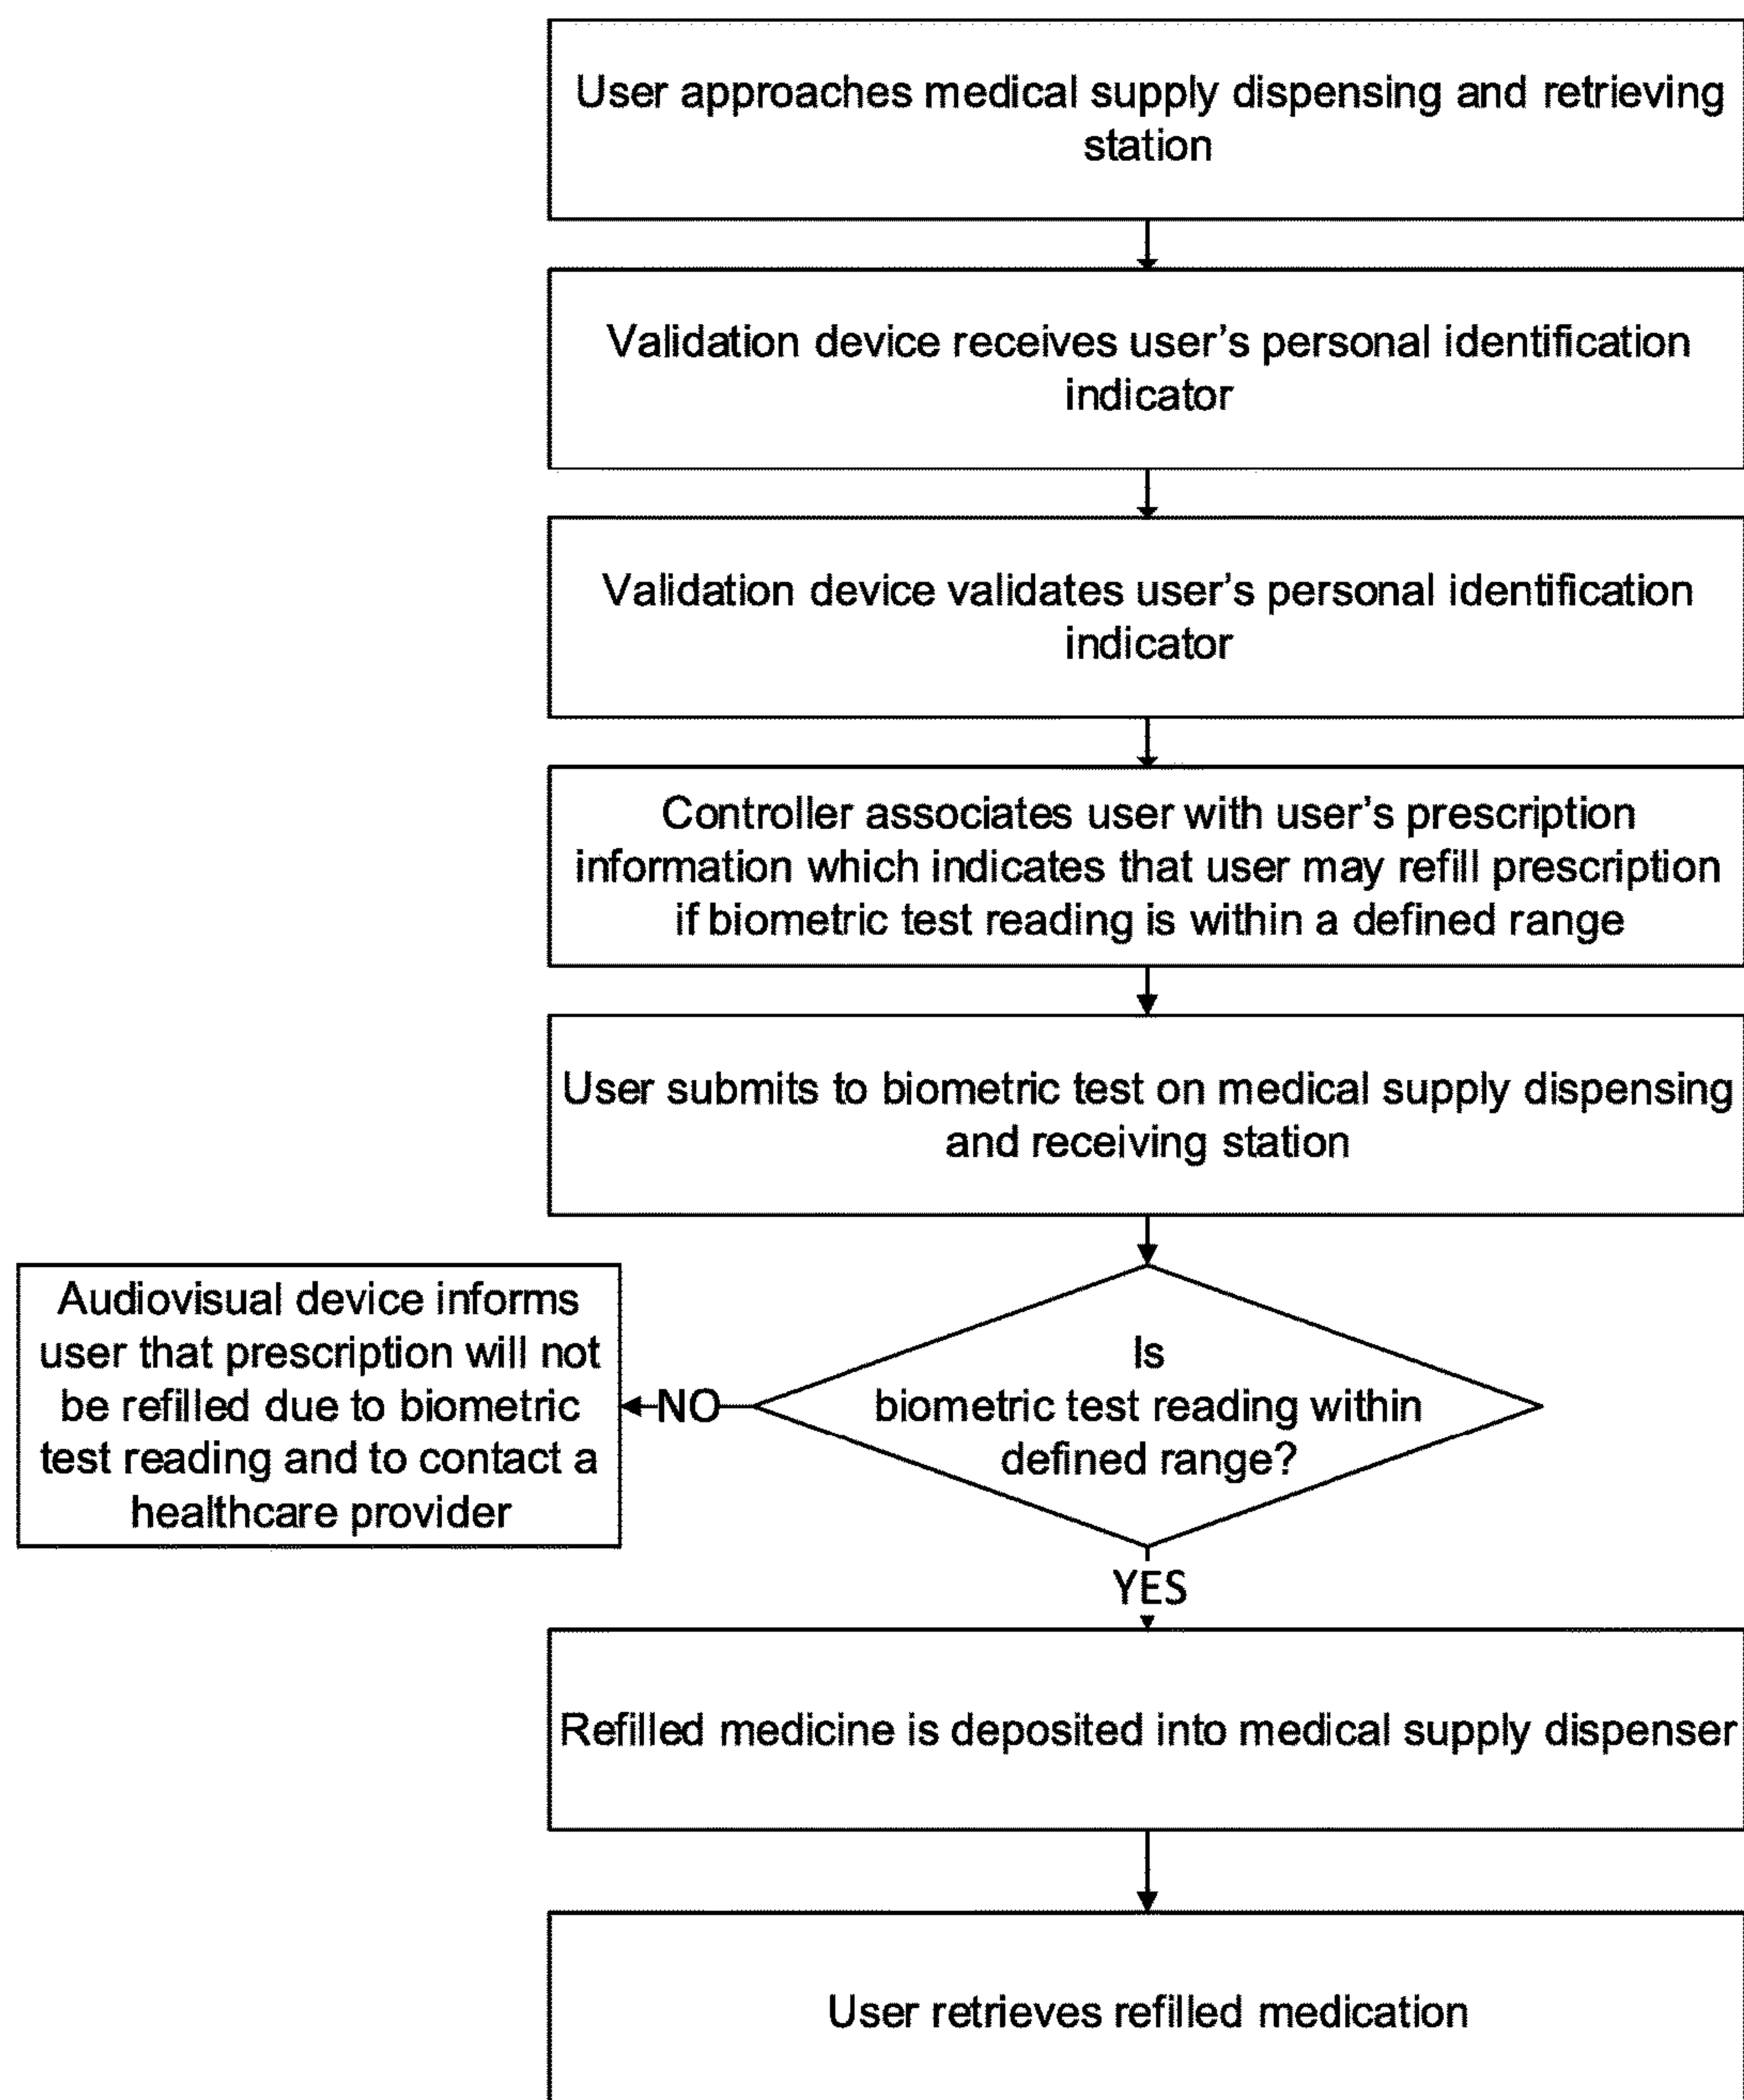 User approaches medical supply dispensing and retrieving
station
Validation device receives user's personal identification
indicator
Validation device validates user's personal identification
indicator
Controller associates user with user's prescription
information which indicates that user may refill prescription
if biometric test reading is within a defined range
User submits to biometric test on medical supply dispensing
and receiving station
Audiovisual device informs
user that prescription will not
be refilled due to biometric
test reading and to contact a
healthcare provider
NO
Is
biometric test reading within
defined range?
YES
Refilled medicine is deposited into medical supply dispenser
User retrieves refilled medication